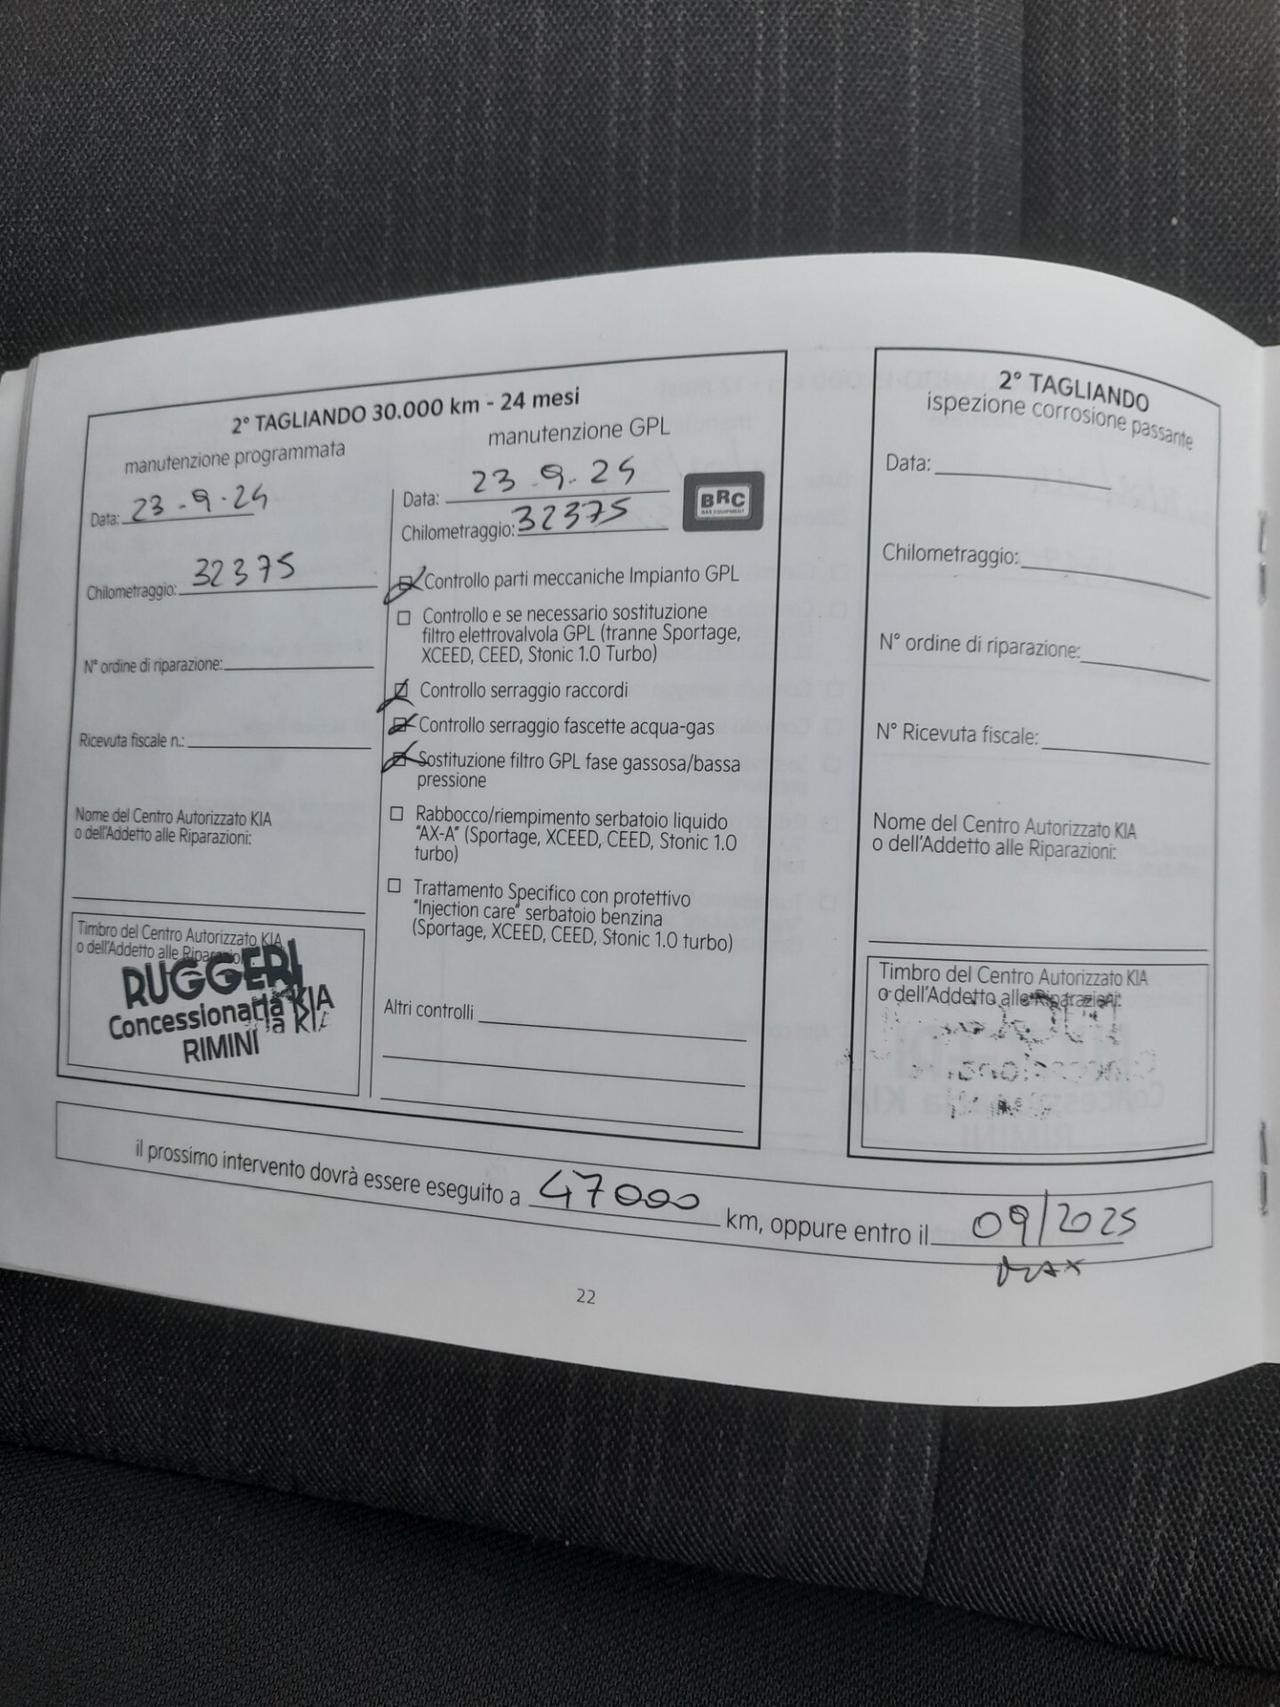 2° TAGLIANDO 30.000 km - 24 mesi
manutenzione programmata
Data: 23-9-24
Chilometraggio: 32375
N° ordine di riparazione:
Ricevuta fiscale n.:
Nome del Centro Autorizzato KIA
o dell'Addetto alle Riparazioni:
Timbro del Centro Autorizzato KIA
o dell'Addetto alle Riparazioni:
RUGGERI
Concessionaria KIA
RIMINI
manutenzione GPL
Data: 23.9.24
Chilometraggio: 32375
BRC
GAS EQUIPMENT
Controllo parti meccaniche Impianto GPL
Controllo e se necessario sostituzione
filtro elettrovalvola GPL (tranne Sportage,
XCEED, CEED, Stonic 1.0 Turbo)
Controllo serraggio raccordi
Controllo serraggio fascette acqua-gas
Sostituzione filtro GPL fase gassosa/bassa
pressione
Rabbocco/riempimento serbatoio liquido
"AX-A" (Sportage, XCEED, CEED, Stonic 1.0
turbo)
Trattamento Specifico con protettivo
"Injection care" serbatoio benzina
(Sportage, XCEED, CEED, Stonic 1.0 turbo)
Altri controlli
2° TAGLIANDO
ispezione corrosione passante
Data:
Chilometraggio:
N° ordine di riparazione:
N° Ricevuta fiscale:
Nome del Centro Autorizzato KIA
o dell'Addetto alle Riparazioni:
Timbro del Centro Autorizzato KIA
o dell'Addetto alle Riparazioni:
il prossimo intervento dovrà essere eseguito a 47000 km, oppure entro il 09/2025
MAX
22